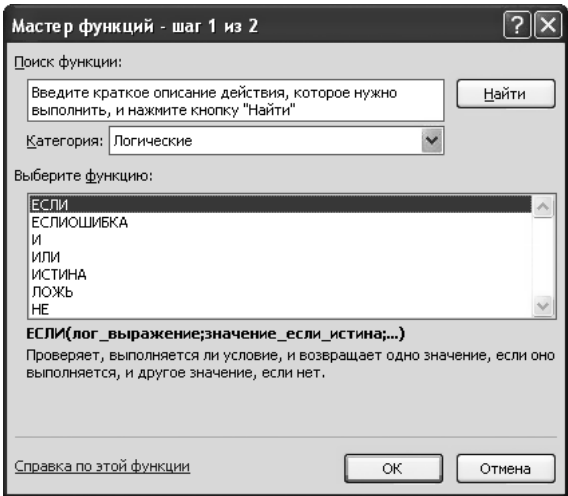 Мастер функций - шаг 1 из 2
Поиск функции:
Введите краткое описание действия, которое нужно
выполнить, и нажмите кнопку "Найти"
Найти
Категория: Логические
Выберите функцию:
ЕСЛИ
ЕСЛИОШИБКА
И
ИЛИ
ИСТИНА
ЛОЖЬ
НЕ
ЕСЛИ(лог_выражение;значение_если_истина;...)
Проверяет, выполняется ли условие, и возвращает одно значение, если оно
выполняется, и другое значение, если нет.
Справка по этой функции
ОК
Отмена